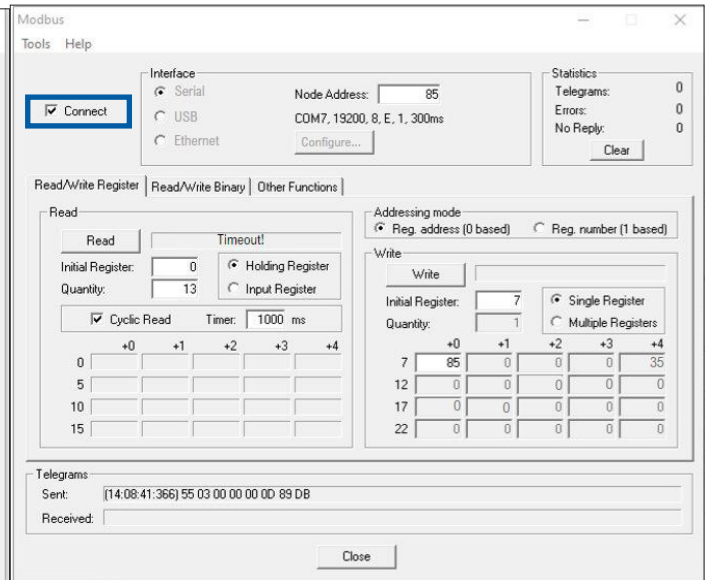 Modbus
Tools Help
Interface
Serial
Node Address: 85
USB
COM7, 19200, 8, E, 1, 300ms
Ethernet
Configure...
Statistics
Telegrams: 0
Errors: 0
No Reply: 0
Clear
Connect
Read/Write Register
Read/Write Binary
Other Functions
Read
Read
Timeout!
Initial Register: 0
Quantity: 13
Holding Register
Input Register
Cyclic Read
Timer: 1000 ms
+0 +1 +2 +3 +4
0
5
10
15
Addressing mode
Reg. address (0 based)
Reg. number (1 based)
Write
Write
Initial Register: 7
Quantity: 1
Single Register
Multiple Registers
+0 +1 +2 +3 +4
7 85 0 0 0 35
12 0 0 0 0 0
17 0 0 0 0 0
22 0 0 0 0 0
Telegrams
Sent: (14:08:41:366) 55 03 00 00 00 0D 89 DB
Received:
Close